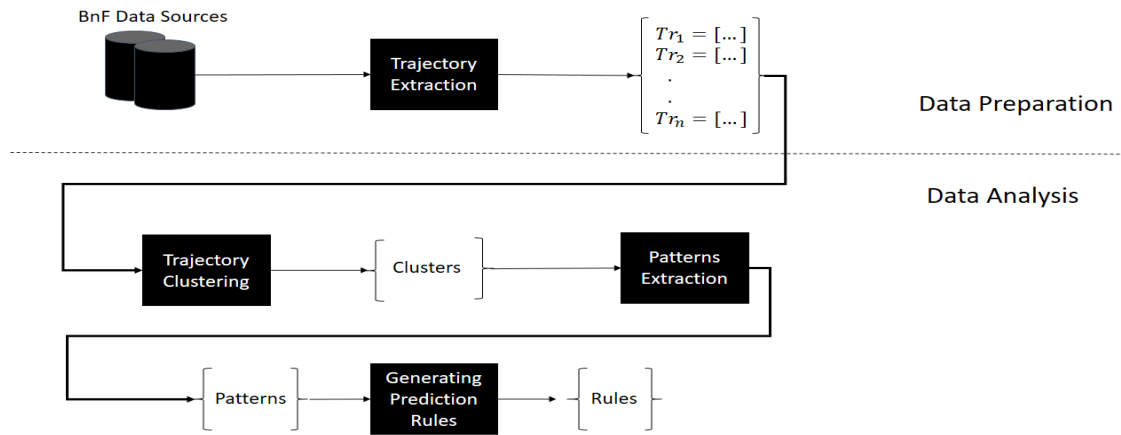 BnF Data Sources
Trajectory
Extraction
Tr₁ = [...]
Tr₂ = [...]
.
.
Trₙ = [...]
Data Preparation
Data Analysis
Trajectory
Clustering
Clusters
Patterns
Extraction
Patterns
Generating
Prediction
Rules
Rules